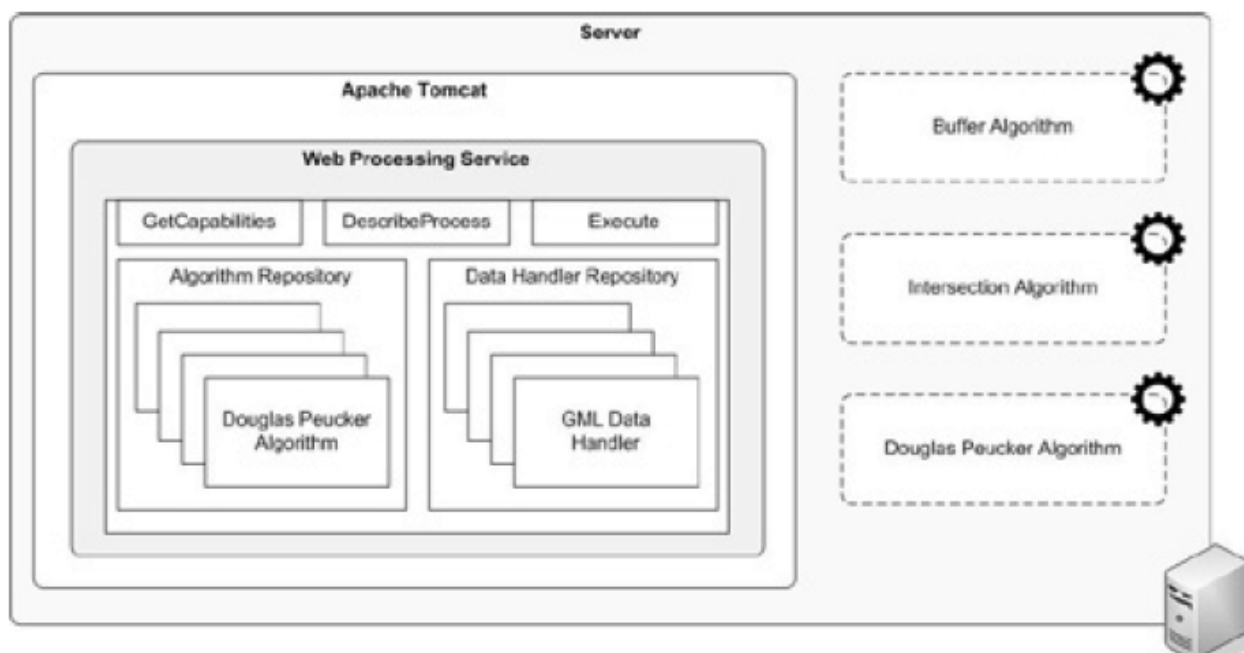 Server
Apache Tomcat
Web Processing Service
GetCapabilities
DescribeProcess
Execute
Algorithm Repository
Douglas Peucker
Algorithm
Data Handler Repository
GML Data
Handler
Buffer Algorithm
Intersection Algorithm
Douglas Peucker Algorithm